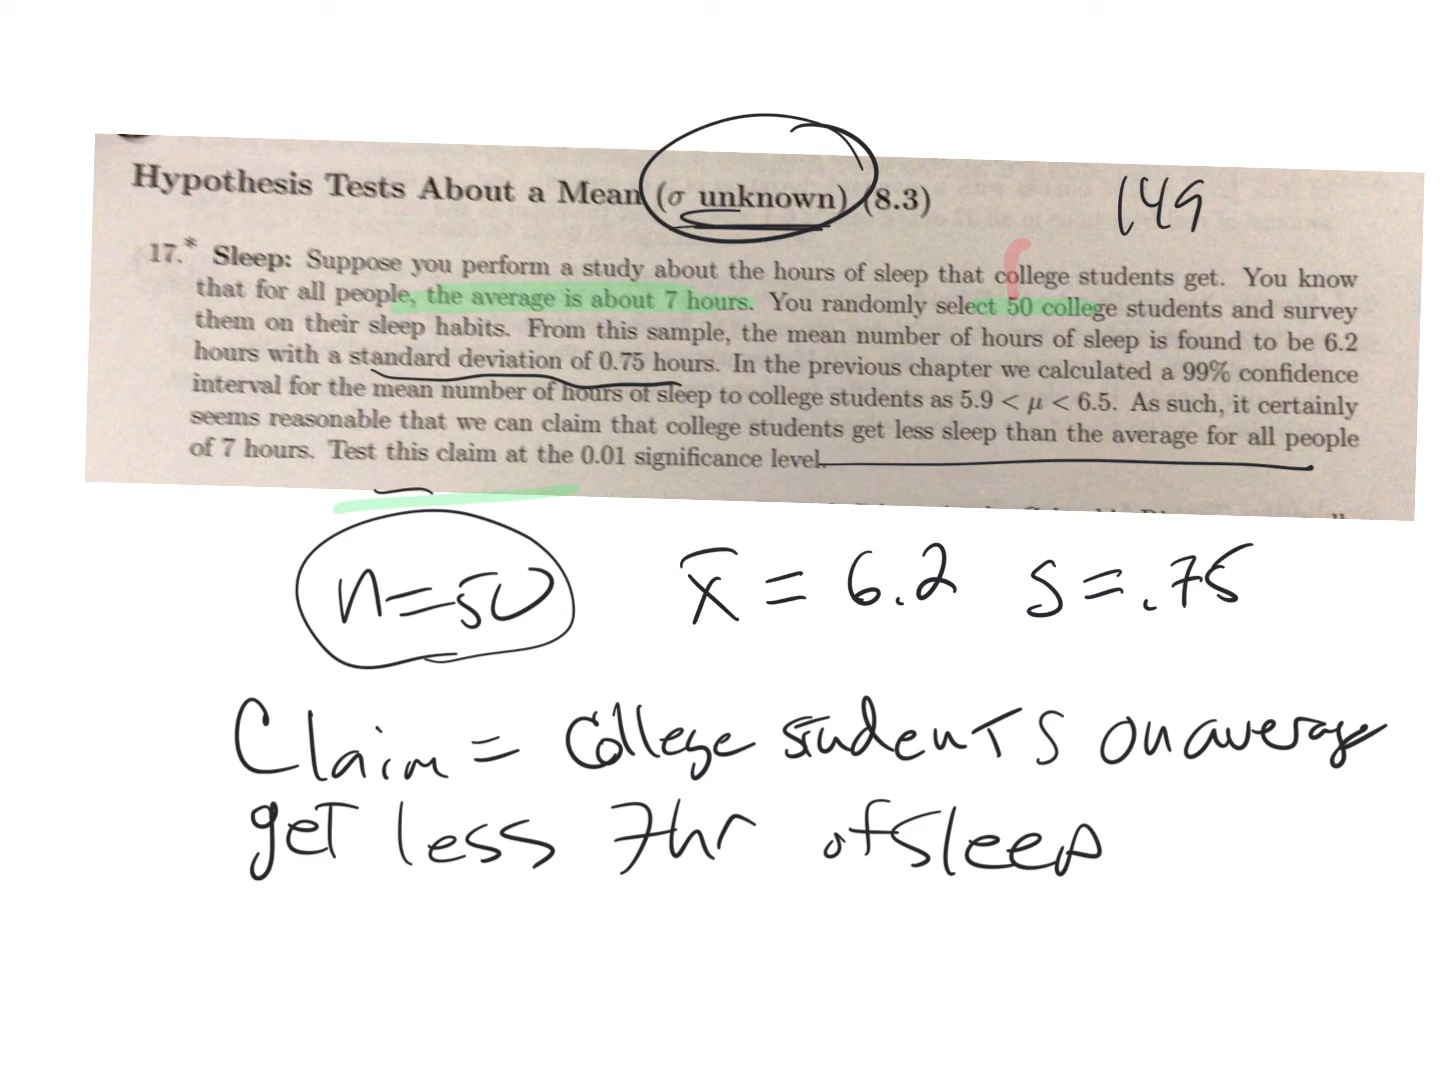 Hypothesis Tests About a Mean (σ unknown) (8.3)
149
17.* Sleep: Suppose you perform a study about the hours of sleep that college students get. You know
that for all people, the average is about 7 hours. You randomly select 50 college students and survey
them on their sleep habits. From this sample, the mean number of hours of sleep is found to be 6.2
hours with a standard deviation of 0.75 hours. In the previous chapter we calculated a 99% confidence
interval for the mean number of hours of sleep to college students as 5.9 < μ < 6.5. As such, it certainly
seems reasonable that we can claim that college students get less sleep than the average for all people
of 7 hours. Test this claim at the 0.01 significance level.
n=50 x̅ = 6.2 s=.75
Claim = College students on average
get less 7hr of sleep